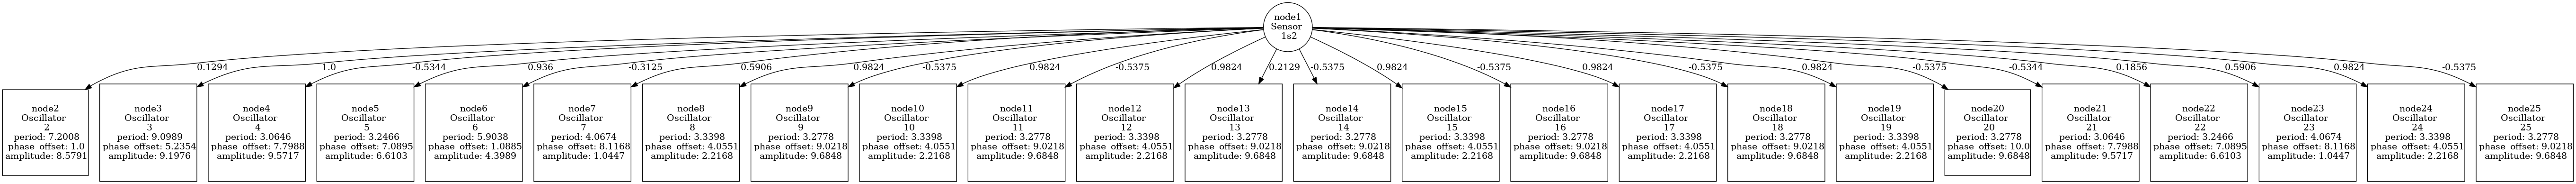 node1
Sensor
1s2
0.1294
1.0
-0.5344
0.936
-0.3125
0.5906
0.9824
-0.5375
0.9824
-0.5375
0.9824
0.2129
-0.5375
0.9824
-0.5375
0.9824
-0.5375
0.9824
-0.5375
-0.5344
0.1856
0.5906
0.9824
-0.5375
node2
Oscillator
2
period: 7.2008
phase_offset: 1.0
amplitude: 8.5791
node3
Oscillator
3
period: 9.0989
phase_offset: 5.2354
amplitude: 9.1976
node4
Oscillator
4
period: 3.0646
phase_offset: 7.7988
amplitude: 9.5717
node5
Oscillator
5
period: 3.2466
phase_offset: 7.0895
amplitude: 6.6103
node6
Oscillator
6
period: 5.9038
phase_offset: 1.0885
amplitude: 4.3989
node7
Oscillator
7
period: 4.0674
phase_offset: 8.1168
amplitude: 1.0447
node8
Oscillator
8
period: 3.3398
phase_offset: 4.0551
amplitude: 2.2168
node9
Oscillator
9
period: 3.2778
phase_offset: 9.0218
amplitude: 9.6848
node10
Oscillator
10
period: 3.3398
phase_offset: 4.0551
amplitude: 2.2168
node11
Oscillator
11
period: 3.2778
phase_offset: 9.0218
amplitude: 9.6848
node12
Oscillator
12
period: 3.3398
phase_offset: 4.0551
amplitude: 2.2168
node13
Oscillator
13
period: 3.2778
phase_offset: 9.0218
amplitude: 9.6848
node14
Oscillator
14
period: 3.2778
phase_offset: 9.0218
amplitude: 9.6848
node15
Oscillator
15
period: 3.3398
phase_offset: 4.0551
amplitude: 2.2168
node16
Oscillator
16
period: 3.2778
phase_offset: 9.0218
amplitude: 9.6848
node17
Oscillator
17
period: 3.3398
phase_offset: 4.0551
amplitude: 2.2168
node18
Oscillator
18
period: 3.2778
phase_offset: 9.0218
amplitude: 9.6848
node19
Oscillator
19
period: 3.3398
phase_offset: 4.0551
amplitude: 2.2168
node20
Oscillator
20
period: 3.2778
phase_offset: 10.0
amplitude: 9.6848
node21
Oscillator
21
period: 3.0646
phase_offset: 7.7988
amplitude: 9.5717
node22
Oscillator
22
period: 3.2466
phase_offset: 7.0895
amplitude: 6.6103
node23
Oscillator
23
period: 4.0674
phase_offset: 8.1168
amplitude: 1.0447
node24
Oscillator
24
period: 3.3398
phase_offset: 4.0551
amplitude: 2.2168
node25
Oscillator
25
period: 3.2778
phase_offset: 9.0218
amplitude: 9.6848